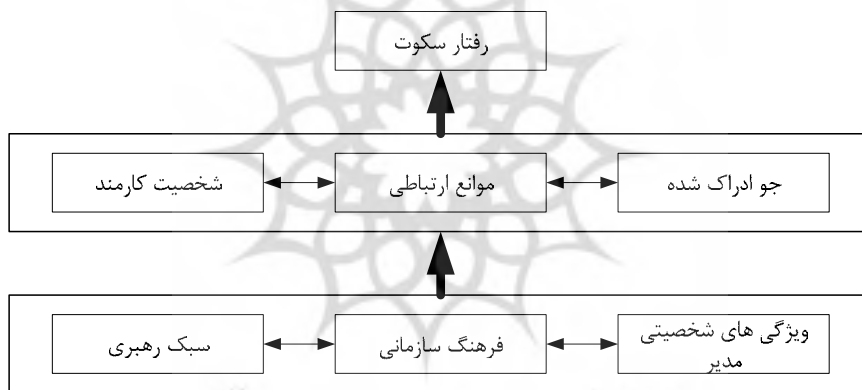 رفتار سکوت
جو ادراک شده
موانع ارتباطی
شخصیت کارمند
ویژگی های شخصیتی
مدیر
فرهنگ سازمانی
سبک رهبری